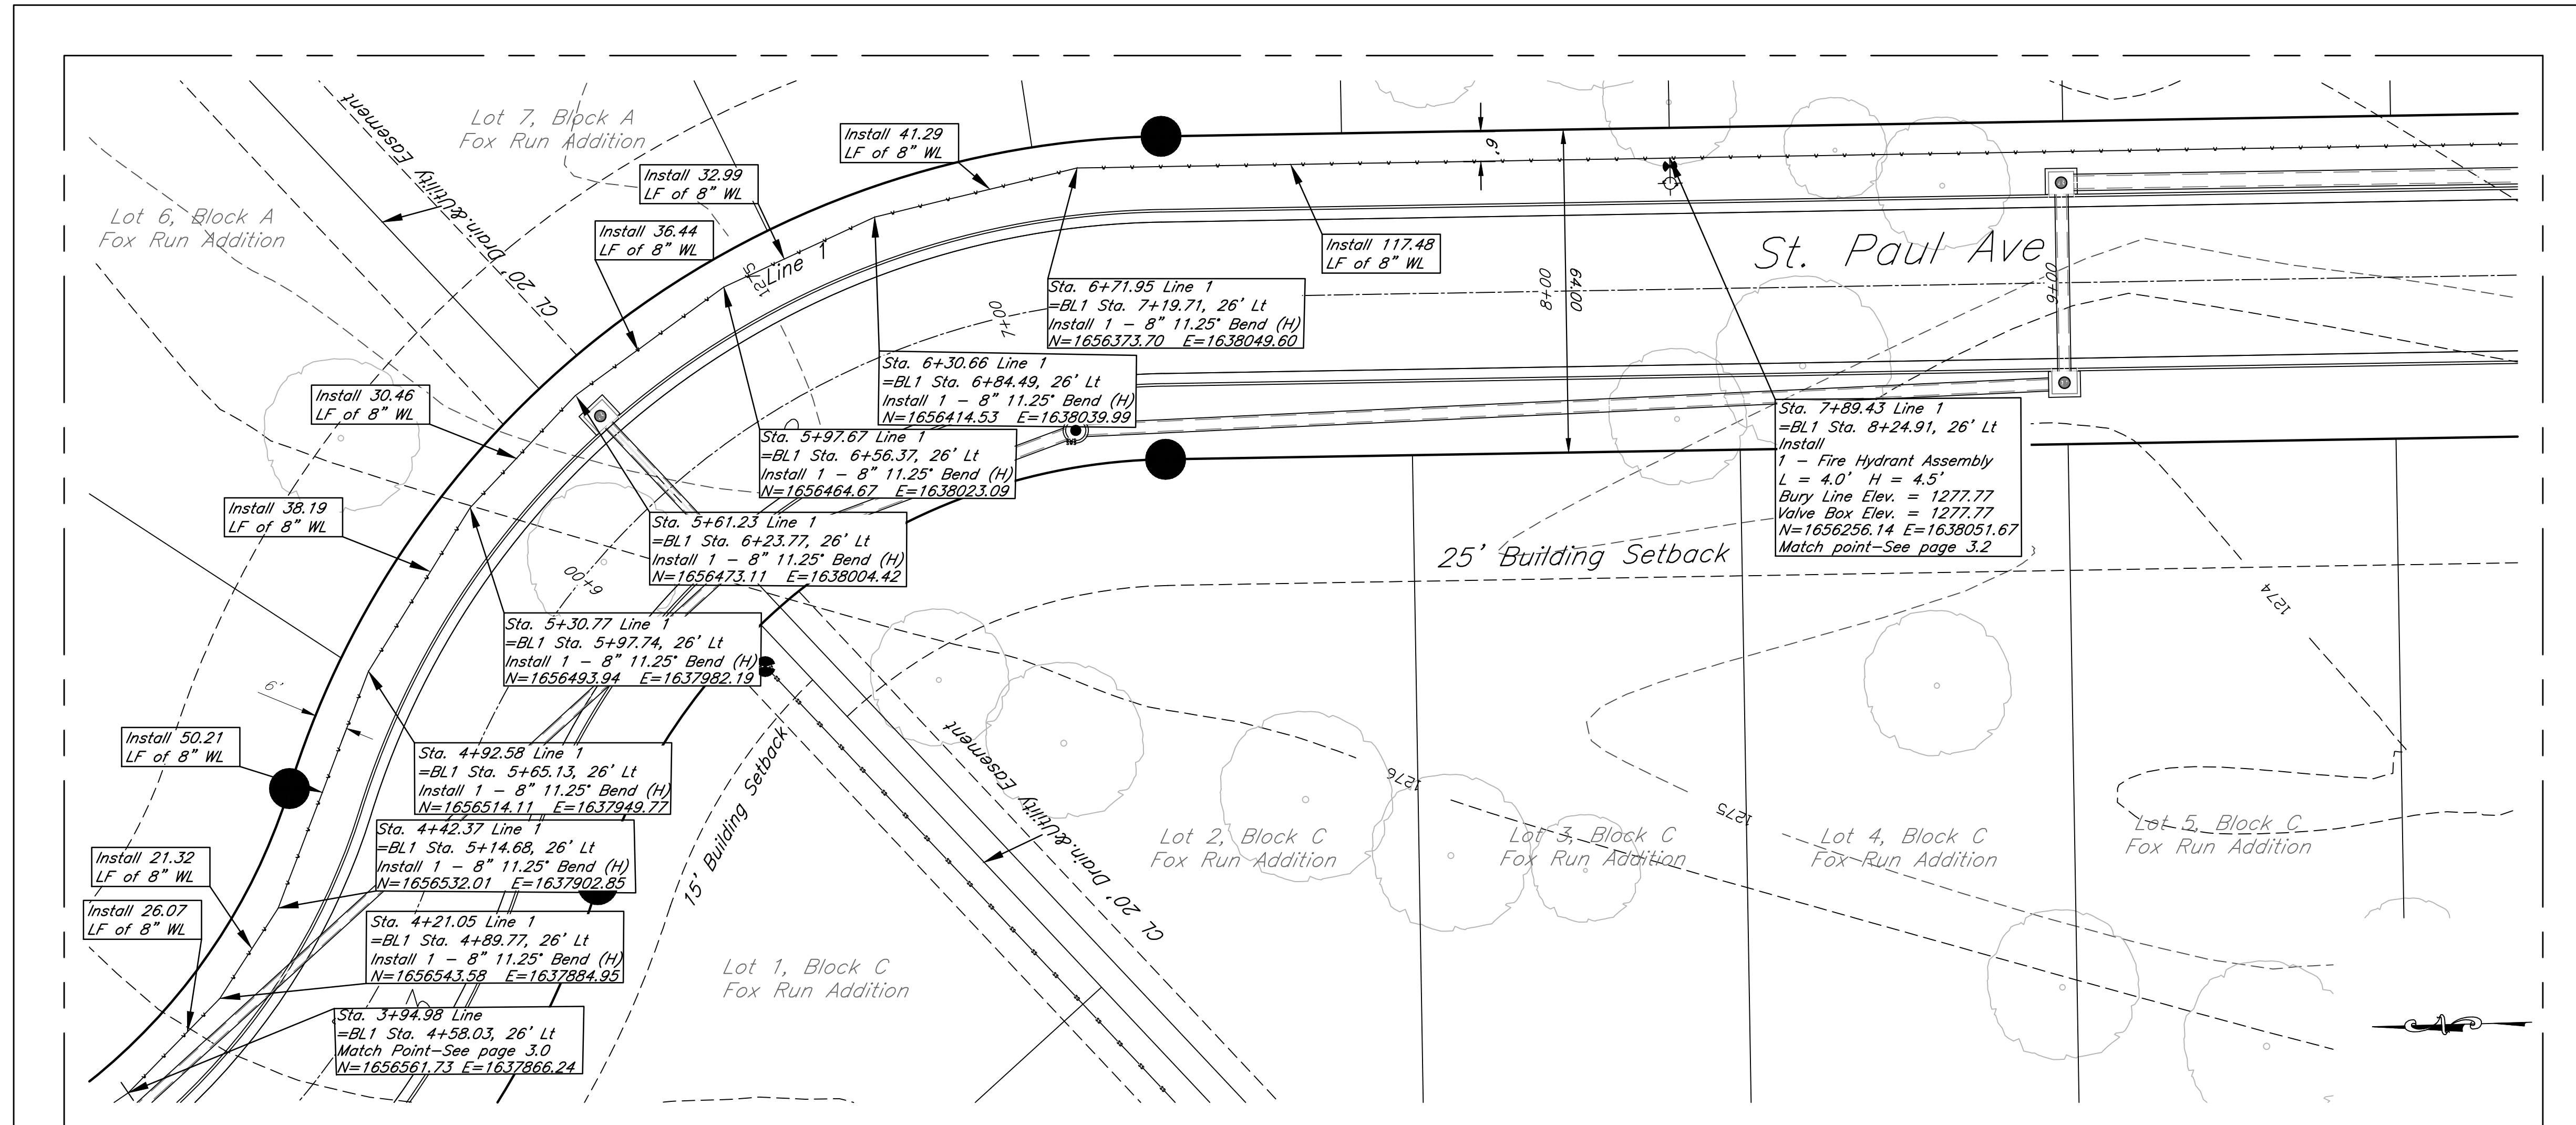 Lot 7, Block A
Fox Run Addition
CL 20' Drain.&Utility Easement
Lot 6, Block A
Fox Run Addition
Install 41.29
LF of 8" WL
Install 32.99
LF of 8" WL
Install 36.44
LF of 8" WL
Line 1
1275
6'
Install 117.48
LF of 8" WL
St. Paul Ave
64.00
8+00
9+00
7+00
Sta. 6+71.95 Line 1
=BL1 Sta. 7+19.71, 26' Lt
Install 1 - 8" 11.25° Bend (H)
N=1656373.70 E=1638049.60
Sta. 6+30.66 Line 1
=BL1 Sta. 6+84.49, 26' Lt
Install 1 - 8" 11.25° Bend (H)
N=1656414.53 E=1638039.99
Install 30.46
LF of 8" WL
Sta. 5+97.67 Line 1
=BL1 Sta. 6+56.37, 26' Lt
Install 1 - 8" 11.25° Bend (H)
N=1656464.67 E=1638023.09
Sta. 7+89.43 Line 1
=BL1 Sta. 8+24.91, 26' Lt
Install
1 - Fire Hydrant Assembly
L = 4.0' H = 4.5'
Bury Line Elev. = 1277.77
Valve Box Elev. = 1277.77
N=1656256.14 E=1638051.67
Match point-See page 3.2
Install 38.19
LF of 8" WL
Sta. 5+61.23 Line 1
=BL1 Sta. 6+23.77, 26' Lt
Install 1 - 8" 11.25° Bend (H)
N=1656473.11 E=1638004.42
25' Building Setback
6+00
1274
Sta. 5+30.77 Line 1
=BL1 Sta. 5+97.74, 26' Lt
Install 1 - 8" 11.25° Bend (H)
N=1656493.94 E=1637982.19
6'
Install 50.21
LF of 8" WL
Sta. 4+92.58 Line 1
=BL1 Sta. 5+65.13, 26' Lt
Install 1 - 8" 11.25° Bend (H)
N=1656514.11 E=1637949.77
15' Building Setback
CL 20' Drain.&Utility Easement
1276
1275
Sta. 4+42.37 Line 1
=BL1 Sta. 5+14.68, 26' Lt
Install 1 - 8" 11.25° Bend (H)
N=1656532.01 E=1637902.85
Lot 2, Block C
Fox Run Addition
Lot 3, Block C
Fox Run Addition
Lot 4, Block C
Fox Run Addition
Lot 5, Block C
Fox Run Addition
Install 21.32
LF of 8" WL
Install 26.07
LF of 8" WL
Sta. 4+21.05 Line 1
=BL1 Sta. 4+89.77, 26' Lt
Install 1 - 8" 11.25° Bend (H)
N=1656543.58 E=1637884.95
Lot 1, Block C
Fox Run Addition
Sta. 3+94.98 Line
=BL1 Sta. 4+58.03, 26' Lt
Match Point-See page 3.0
N=1656561.73 E=1637866.24